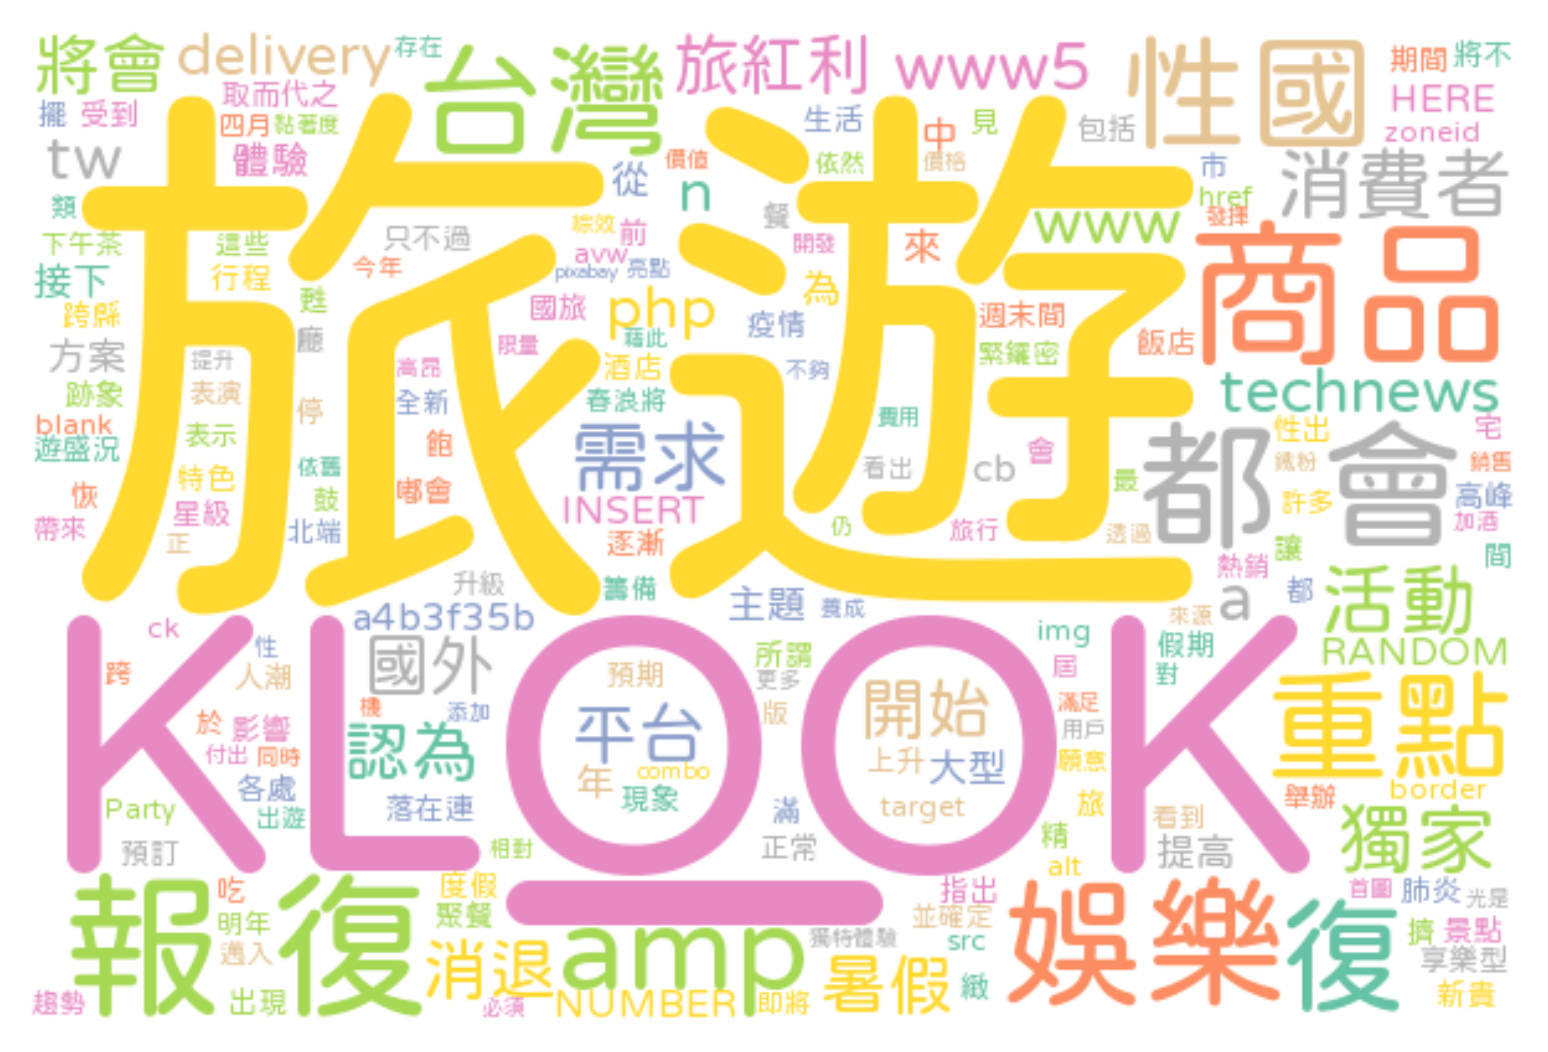 將會 delivery 存在 台灣 旅紅利 www5 性國 期間 將不
擺 受到 取而代之 生活 中 見 包括 HERE
四月 黏著度 zoneid
tw 體驗 從 價值 依然 價格 市 消費者
類 n 餐 www href 發揮
下午茶 這些 只不過 綜效 前 開發 來 商品
接下 行程 今年 avw pixabay 亮點 為
旅遊
跨縣 甦 國旅 php 疫情 週末間
方案 提升 廳 限量 藉此 緊鑼密 飯店
跡象 表演 高昂 酒店 不夠 technews
blank 停 全新 春浪將 費用 性出 宅
遊盛況 表示 飽 需求 都會
特色 依舊 看出 cb 會 鐵粉 銷售
恢 星級 鼓 嘟會 INSERT 最 許多 高峰
帶來 正 北端 逐漸 仍 旅行 透過 加酒
讓 間
升級 籌備 主題 養成 熱銷 都 活動
a4b3f35b 來源 a
ck 性 國外 所謂 img 假期 RANDOM
KLOOK
跨 人潮 預期 更多 開始 屆 對 重點
於 影響 機 添加 平台 版 滿足 用戶
付出 同時 認為 combo 上升 大型 願意
各處 年 現象 border
Party 出遊 落在連 滿 target 旅 看到 舉辦
預訂 相對 正常 精 提高 獨家
alt
報復 吃 度假 指出 娛樂 首圖 肺炎 光是
明年 聚餐 amp 獨特體驗 並確定 復 擠 景點
邁入 消退 src 享樂型
趨勢 出現 必須 NUMBER 即將 暑假 緻 新貴